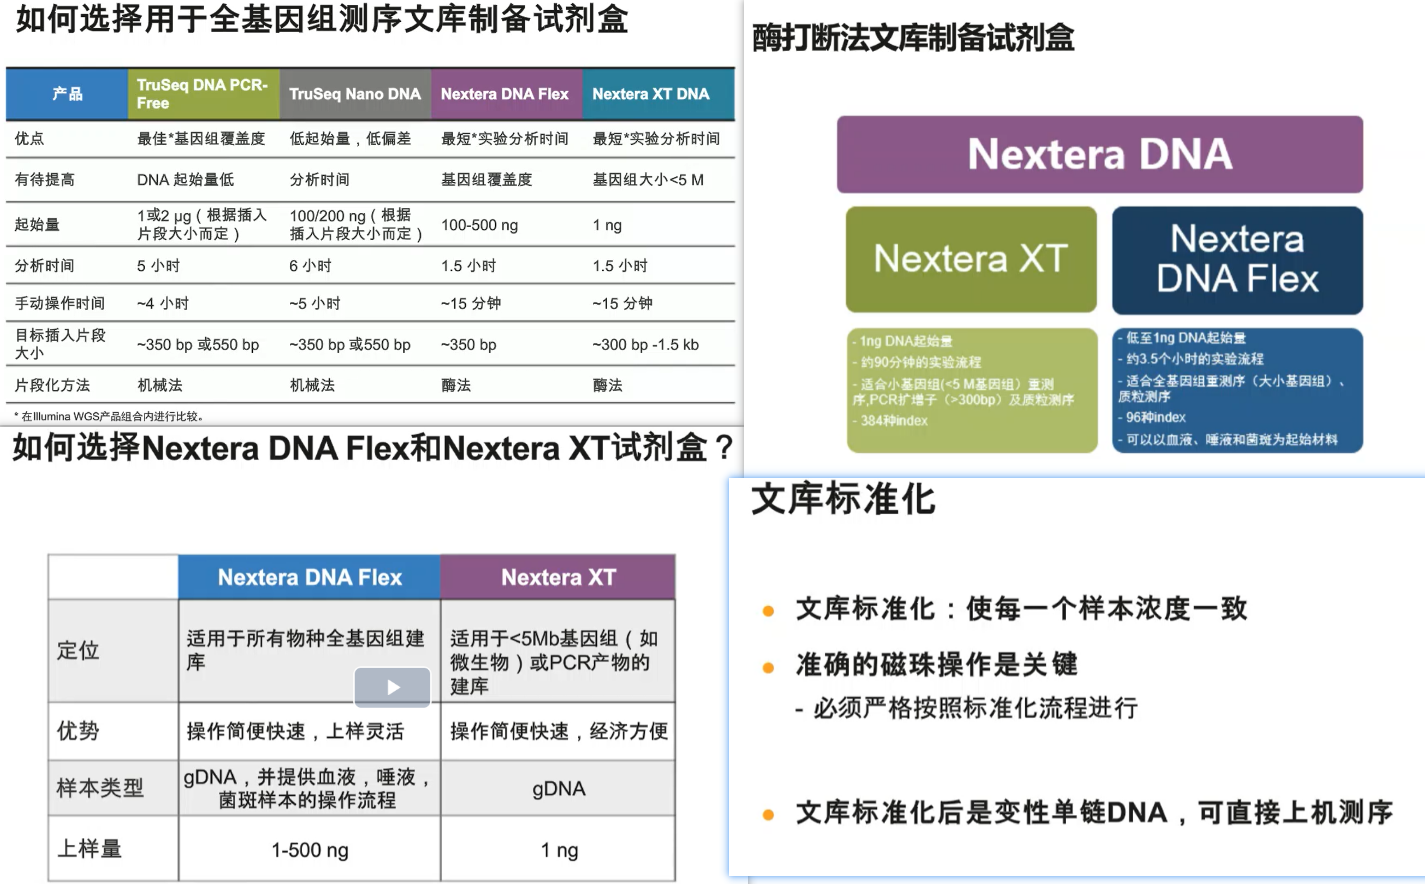 如何选择用于全基因组测序文库制备试剂盒
产品
TruSeq DNA PCR-
Free
TruSeq Nano DNA
Nextera DNA Flex
Nextera XT DNA
优点
最佳*基因组覆盖度
低起始量，低偏差
最短*实验分析时间
最短*实验分析时间
有待提高
DNA 起始量低
分析时间
基因组覆盖度
基因组大小<5 M
起始量
1或2 μg（根据插入
片段大小而定）
100/200 ng（根据
插入片段大小而定）
100-500 ng
1 ng
分析时间
5 小时
6 小时
1.5 小时
1.5 小时
手动操作时间
~4 小时
~5 小时
~15 分钟
~15 分钟
目标插入片段
大小
~350 bp 或550 bp
~350 bp 或550 bp
~350 bp
~300 bp -1.5 kb
片段化方法
机械法
机械法
酶法
酶法
* 在Illumina WGS产品组合内进行比较。
酶打断法文库制备试剂盒
Nextera DNA
Nextera XT
- 1ng DNA起始量
- 约90分钟的实验流程
- 适合小基因组(<5 M基因组）重测
序,PCR扩增子（>300bp）及质粒测序
- 384种index
Nextera
DNA Flex
- 低至1ng DNA起始量
- 约3.5个小时的实验流程
- 适合全基因组重测序（大小基因组）、
质粒测序
- 96种index
- 可以以血液、唾液和菌斑为起始材料
如何选择Nextera DNA Flex和Nextera XT试剂盒？
Nextera DNA Flex
Nextera XT
定位
适用于所有物种全基因组建
库
适用于<5Mb基因组（如
微生物）或PCR产物的
建库
优势
操作简便快速，上样灵活
操作简便快速，经济方便
样本类型
gDNA，并提供血液，唾液，
菌斑样本的操作流程
gDNA
上样量
1-500 ng
1 ng
文库标准化
● 文库标准化：使每一个样本浓度一致
● 准确的磁珠操作是关键
- 必须严格按照标准化流程进行
● 文库标准化后是变性单链DNA，可直接上机测序